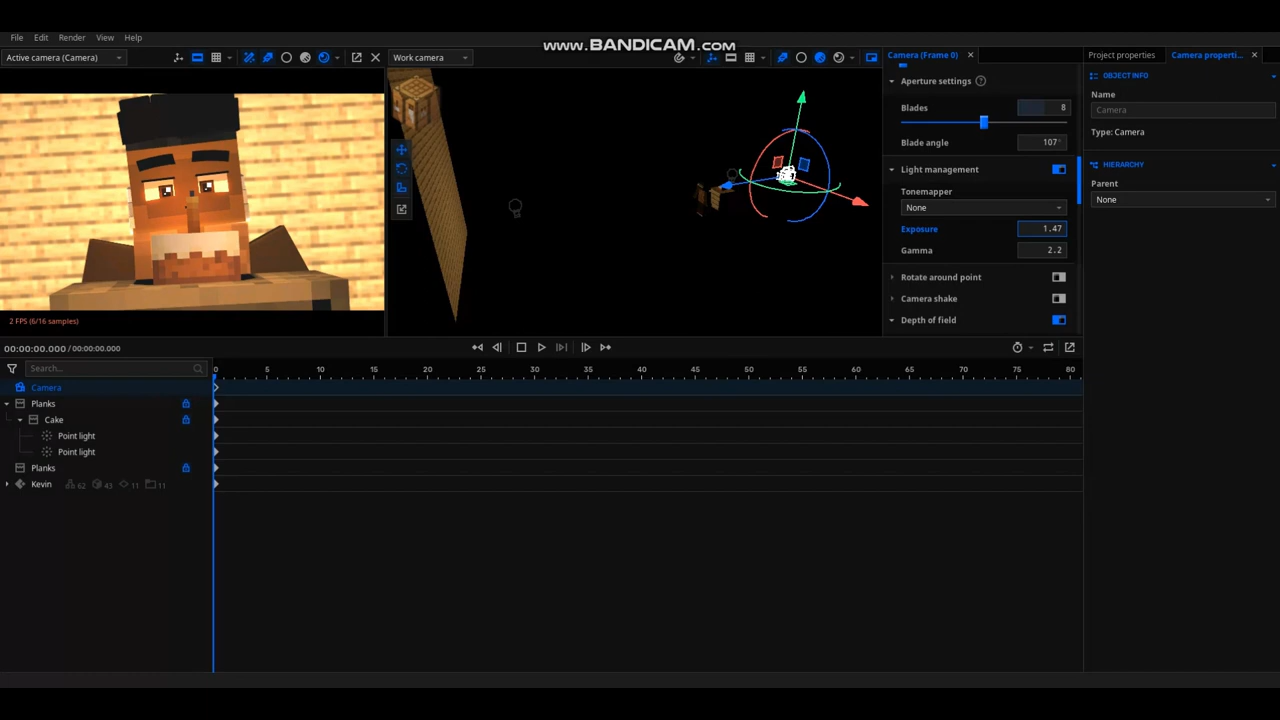 www.BANDICAM.com
File Edit Render View Help
Active camera (Camera)
Work camera
Camera (Frame 0)
Project properties
Camera properti...
Aperture settings
Blades 8
Blade angle 107°
Light management
Tonemapper
None
Exposure 1.47
Gamma 2.2
Rotate around point
Camera shake
Depth of field
OBJECT INFO
Name
Camera
Type: Camera
HIERARCHY
Parent
None
2 FPS (6/16 samples)
00:00:00.000 / 00:00:00.000
Search...
0 5 10 15 20 25 30 35 40 45 50 55 60 65 70 75 80
Camera
Planks
Cake
Point light
Point light
Planks
Kevin 62 43 11 11